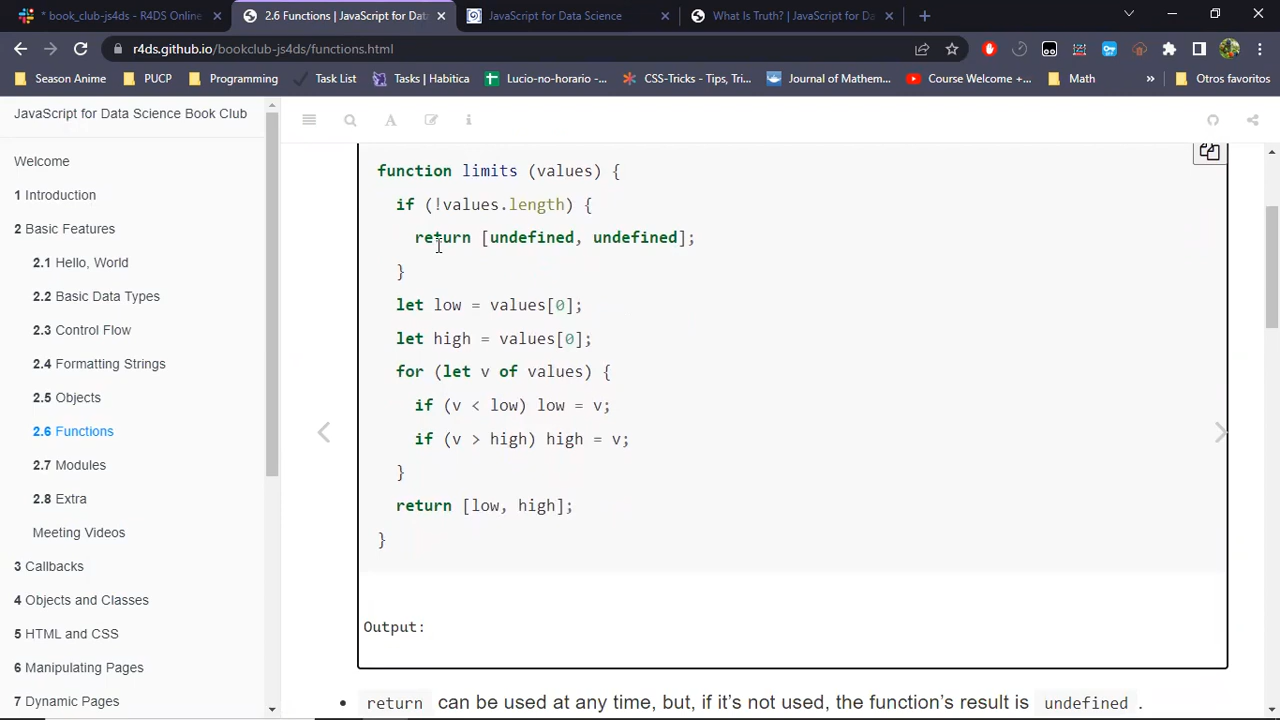 book_club-js4ds - R4DS Online
2.6 Functions | JavaScript for Data
JavaScript for Data Science
What Is Truth? | JavaScript for Da
r4ds.github.io/bookclub-js4ds/functions.html
Season Anime
PUCP
Programming
Task List
Tasks | Habitica
Lucio-no-horario -...
CSS-Tricks - Tips, Tri...
Journal of Mathem...
Course Welcome +...
Math
»
Otros favoritos
JavaScript for Data Science Book Club
Welcome
1 Introduction
2 Basic Features
2.1 Hello, World
2.2 Basic Data Types
2.3 Control Flow
2.4 Formatting Strings
2.5 Objects
2.6 Functions
2.7 Modules
2.8 Extra
Meeting Videos
3 Callbacks
4 Objects and Classes
5 HTML and CSS
6 Manipulating Pages
7 Dynamic Pages
function limits (values) {
if (!values.length) {
return [undefined, undefined];
}
let low = values[0];
let high = values[0];
for (let v of values) {
if (v < low) low = v;
if (v > high) high = v;
}
return [low, high];
}
Output:
• return can be used at any time, but, if it's not used, the function's result is undefined .